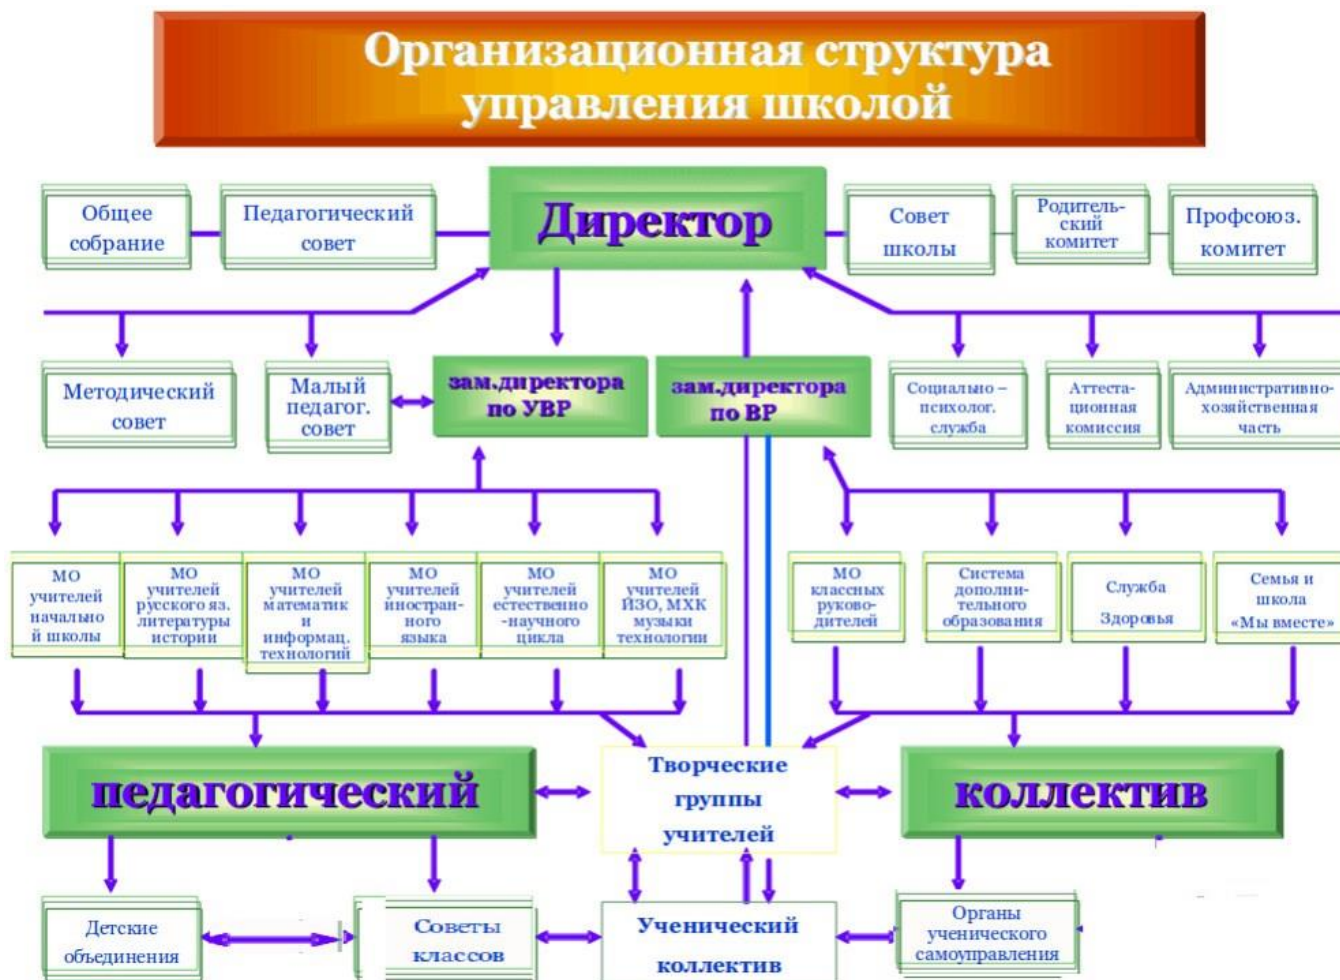 Организационная структура
управления школой
Общее
собрание
Педагогический
совет
Директор
Совет
школы
Родитель-
ский
комитет
Профсоюз.
комитет
Методический
совет
Малый
педагог.
совет
зам.директора
по УВР
зам.директора
по ВР
Социально –
психолог.
служба
Аттеста-
ционная
комиссия
Административно-
хозяйственная
часть
МО
учителей
начально
й школы
МО
учителей
русского яз.
литературы
истории
МО
учителей
математик
и
информац.
технологий
МО
учителей
иностран-
ного
языка
МО
учителей
естественно
-научного
цикла
МО
учителей
ЙЗО, МХК
музыки
технологии
МО
классных
руково-
дителей
Система
дополни-
тельного
образования
Служба
Здоровья
Семья и
школа
«Мы вместе»
педагогический
Творческие
группы
учителей
коллектив
Детские
объединения
Советы
классов
Ученический
коллектив
Органы
ученического
самоуправления